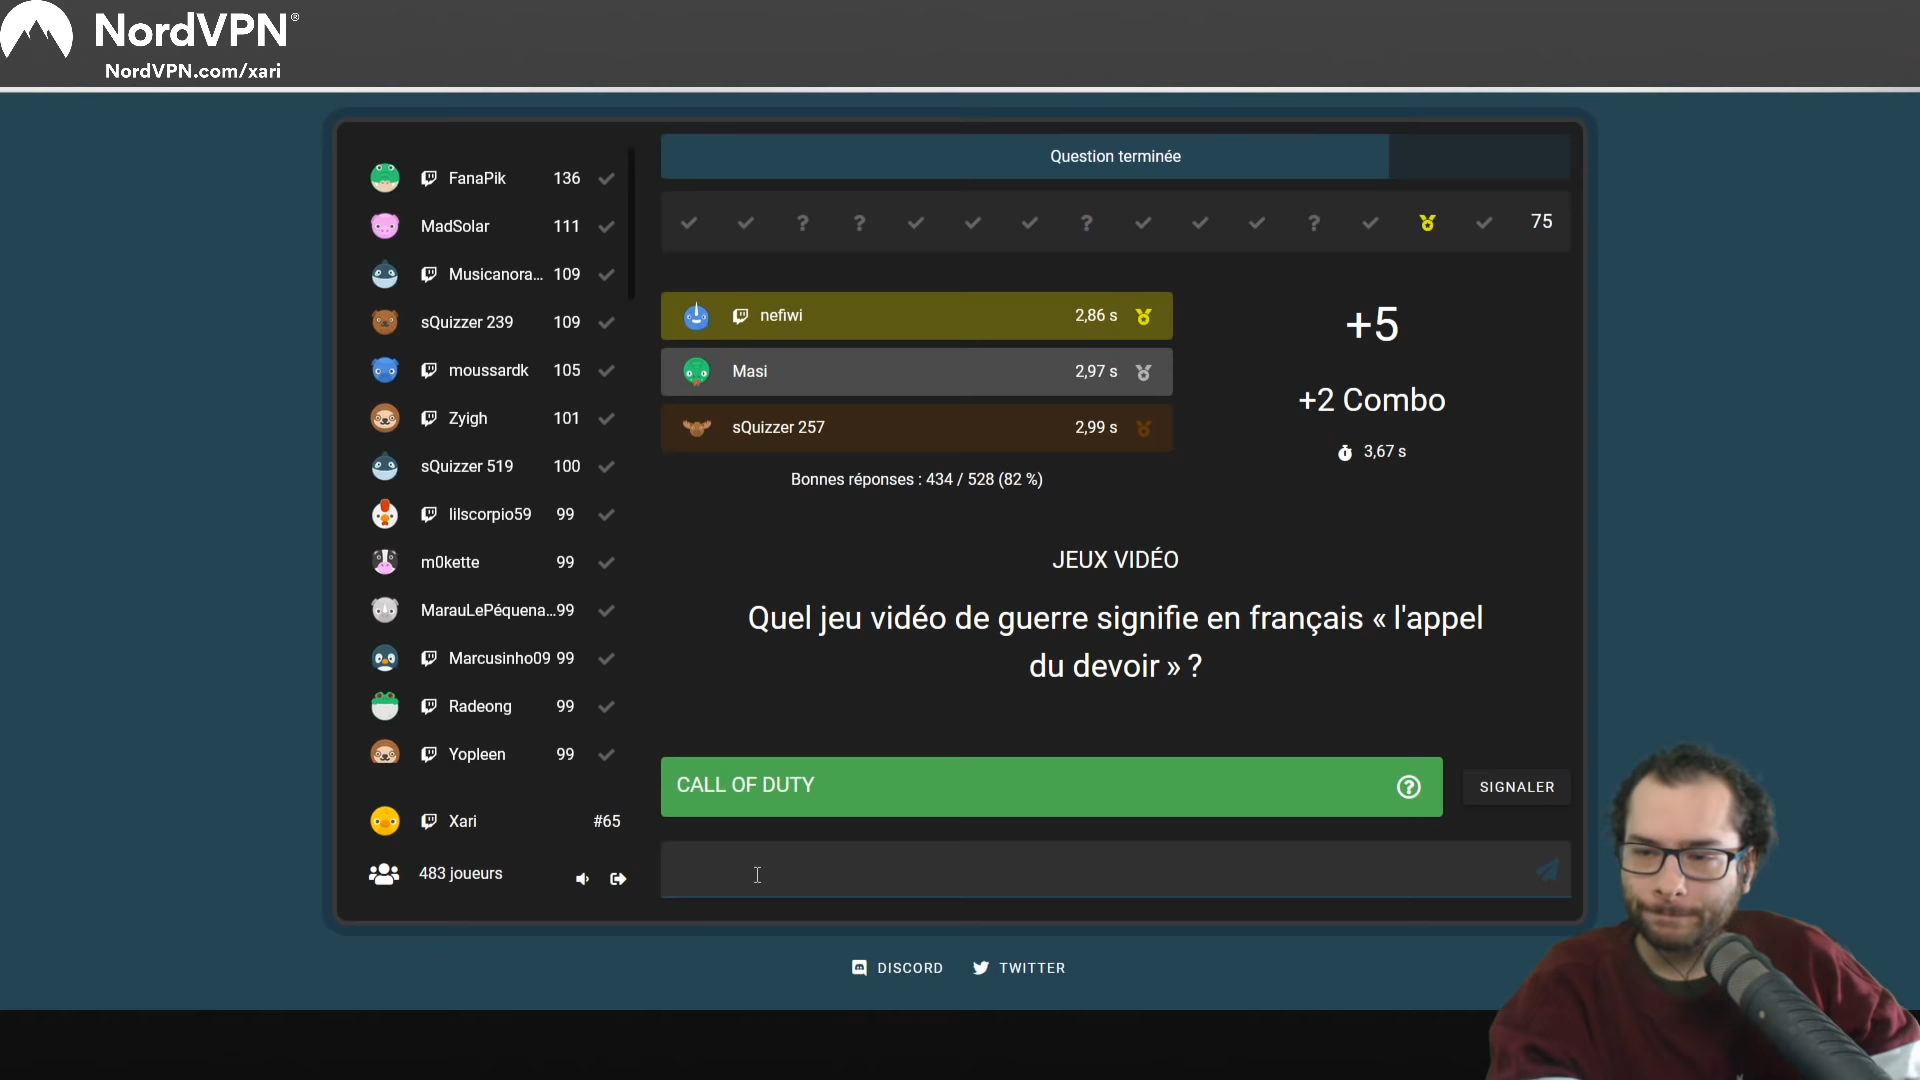 NordVPN®
NordVPN.com/xari
FanaPik 136
MadSolar 111
Musicanora... 109
sQuizzer 239 109
moussardk 105
Zyigh 101
sQuizzer 519 100
lilscorpio59 99
m0kette 99
MarauLePéquena... 99
Marcusinho09 99
Radeong 99
Yopleen 99
Xari #65
483 joueurs
Question terminée
? ? ? ? 75
nefiwi 2,86 s
Masi 2,97 s
sQuizzer 257 2,99 s
Bonnes réponses : 434 / 528 (82 %)
+5
+2 Combo
3,67 s
JEUX VIDÉO
Quel jeu vidéo de guerre signifie en français « l'appel
du devoir » ?
CALL OF DUTY ?
SIGNALER
DISCORD TWITTER